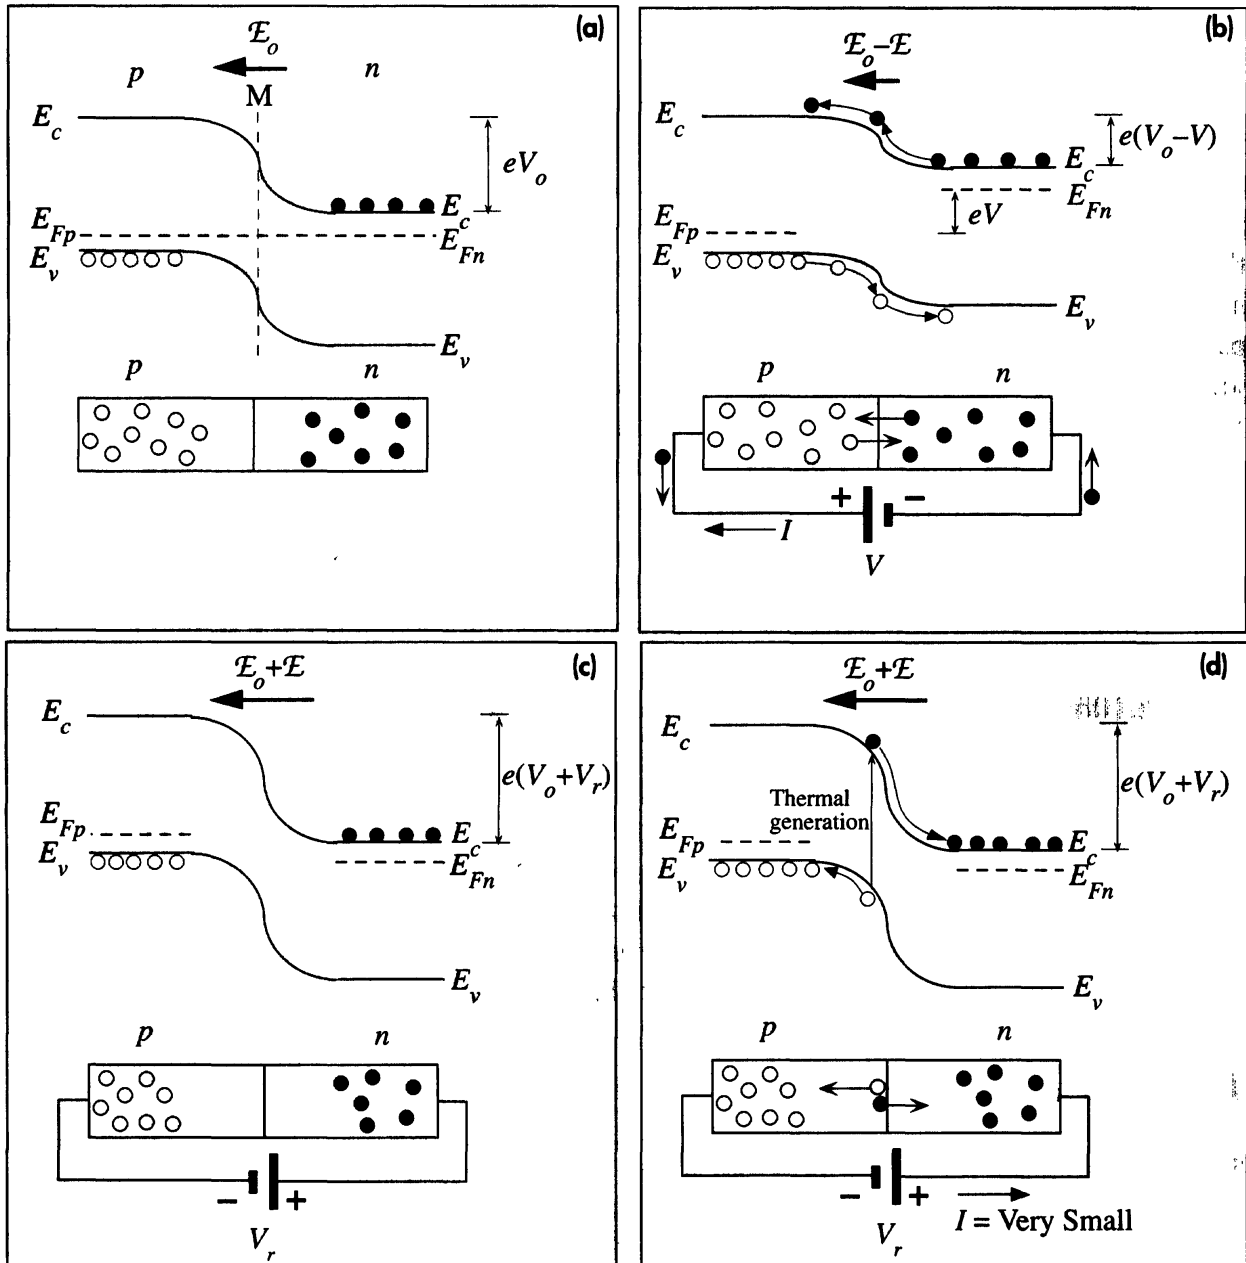 (a)
ℰo
p n
M
Ec
eVo
EFp Ec
Ev EFn
Ev
p n
(b)
ℰo–ℰ
Ec
e(Vo–V)
Ec
EFn
eV
EFp
Ev
Ev
p n
+ –
I
V
(c)
ℰo+ℰ
Ec
e(Vo+Vr)
EFp Ec
Ev EFn
Ev
p n
– +
Vr
(d)
ℰo+ℰ
Ec
e(Vo+Vr)
Thermal
generation
EFp Ec
Ev EFn
Ev
p n
– +
I = Very Small
Vr